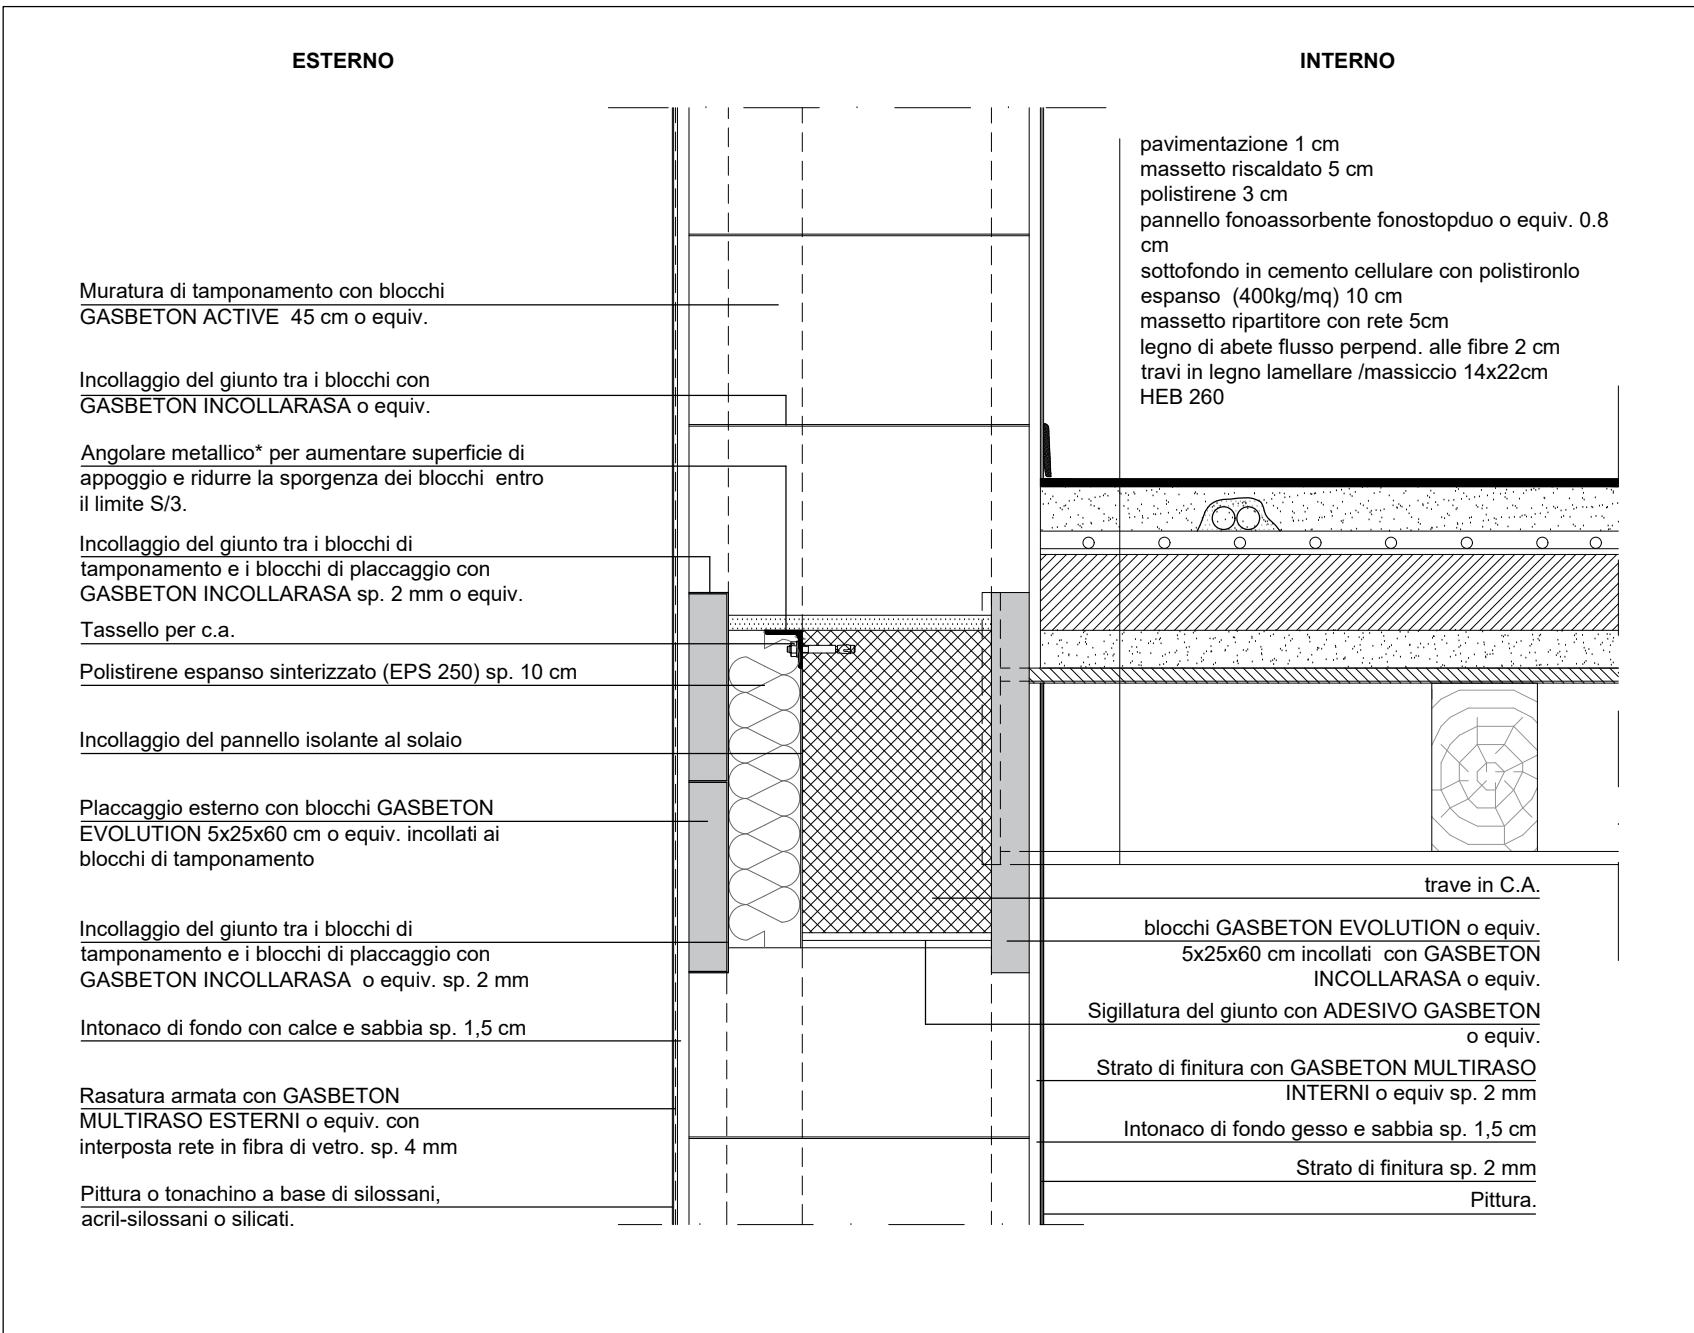 ESTERNO
INTERNO
pavimentazione 1 cm
massetto riscaldato 5 cm
polistirene 3 cm
pannello fonoassorbente fonostopduo o equiv. 0.8
cm
sottofondo in cemento cellulare con polistironlo
espanso  (400kg/mq) 10 cm
massetto ripartitore con rete 5cm
legno di abete flusso perpend. alle fibre 2 cm
travi in legno lamellare /massiccio 14x22cm
HEB 260
Muratura di tamponamento con blocchi
GASBETON ACTIVE  45 cm o equiv.
Incollaggio del giunto tra i blocchi con
GASBETON INCOLLARASA o equiv.
Angolare metallico* per aumentare superficie di
appoggio e ridurre la sporgenza dei blocchi  entro
il limite S/3.
Incollaggio del giunto tra i blocchi di
tamponamento e i blocchi di placcaggio con
GASBETON INCOLLARASA sp. 2 mm o equiv.
Tassello per c.a.
Polistirene espanso sinterizzato (EPS 250) sp. 10 cm
Incollaggio del pannello isolante al solaio
Placcaggio esterno con blocchi GASBETON
EVOLUTION 5x25x60 cm o equiv. incollati ai
blocchi di tamponamento
Incollaggio del giunto tra i blocchi di
tamponamento e i blocchi di placcaggio con
GASBETON INCOLLARASA  o equiv. sp. 2 mm
Intonaco di fondo con calce e sabbia sp. 1,5 cm
Rasatura armata con GASBETON
MULTIRASO ESTERNI o equiv. con
interposta rete in fibra di vetro. sp. 4 mm
Pittura o tonachino a base di silossani,
acril-silossani o silicati.
trave in C.A.
blocchi GASBETON EVOLUTION o equiv.
5x25x60 cm incollati  con GASBETON
INCOLLARASA o equiv.
Sigillatura del giunto con ADESIVO GASBETON
o equiv.
Strato di finitura con GASBETON MULTIRASO
INTERNI o equiv sp. 2 mm
Intonaco di fondo gesso e sabbia sp. 1,5 cm
Strato di finitura sp. 2 mm
Pittura.